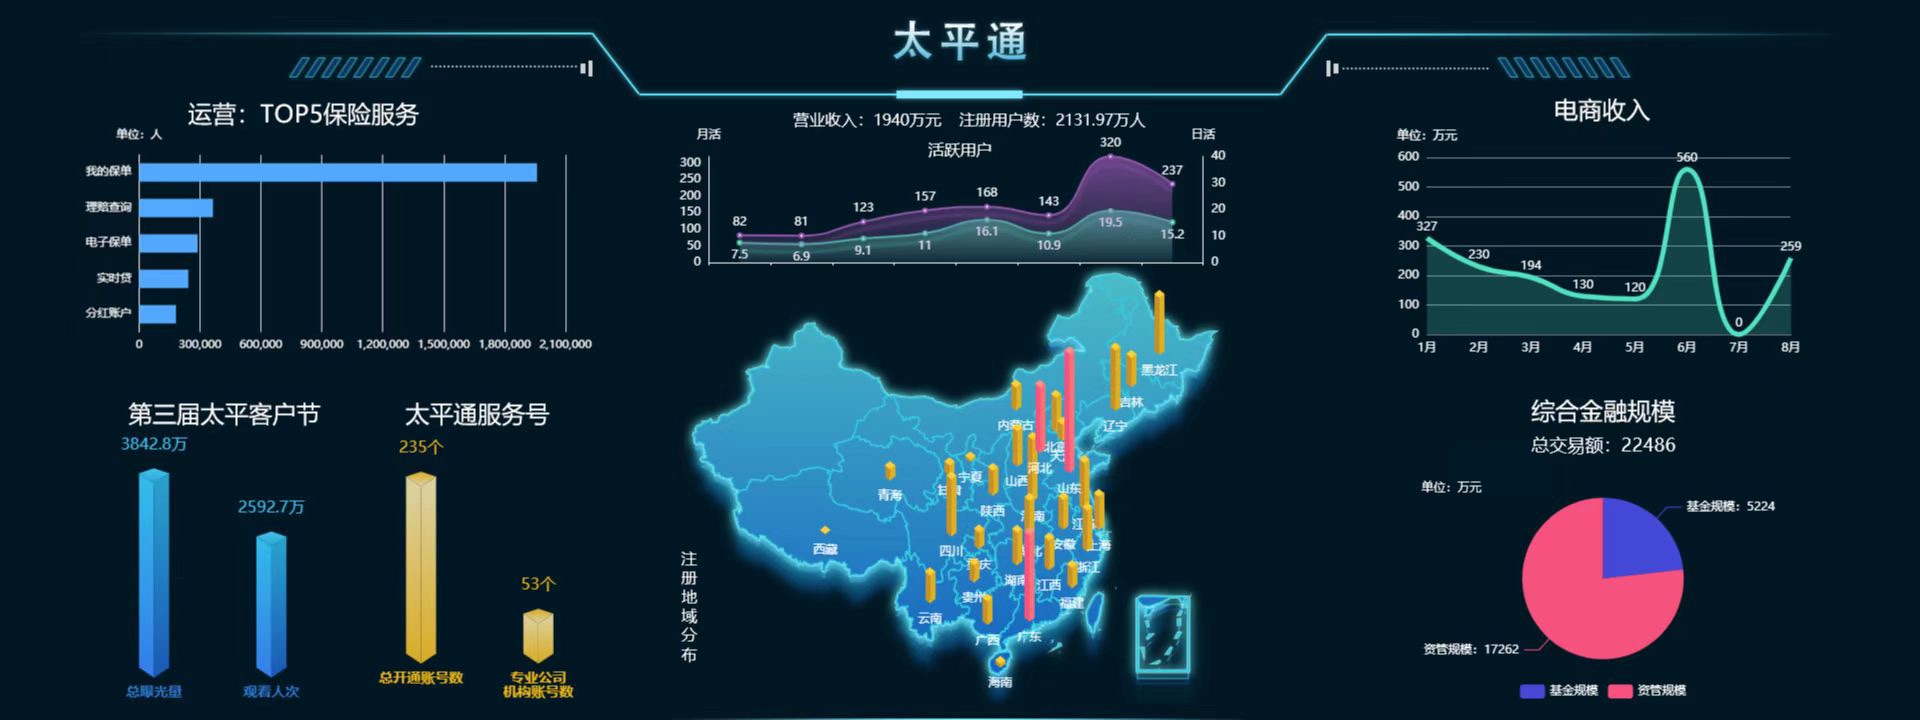 太平通
运营：TOP5保险服务
单位：人
我的保单
理赔查询
电子保单
实时贷
分红账户
0 300,000 600,000 900,000 1,200,000 1,500,000 1,800,000 2,100,000
第三届太平客户节
3842.8万
2592.7万
总曝光量
观看人次
太平通服务号
235个
53个
总开通账号数
专业公司
机构账号数
营业收入：1940万元 注册用户数：2131.97万人
活跃用户
月活
日活
300
250
200
150
100
50
0
40
30
20
10
0
82 81 123 157 168 143 320 237
7.5 6.9 9.1 11 16.1 10.9 19.5 15.2
注册地域分布
黑龙江
吉林
辽宁
内蒙古
北京
河北
山西
山东
宁夏
甘肃
青海
陕西
西藏
四川
安徽
上海
浙江
湖南
江西
贵州
福建
云南
广西
广东
海南
电商收入
单位：万元
600
500
400
300
200
100
0
327 230 194 130 120 560 0 259
1月 2月 3月 4月 5月 6月 7月 8月
综合金融规模
总交易额：22486
单位：万元
基金规模：5224
资管规模：17262
基金规模 资管规模